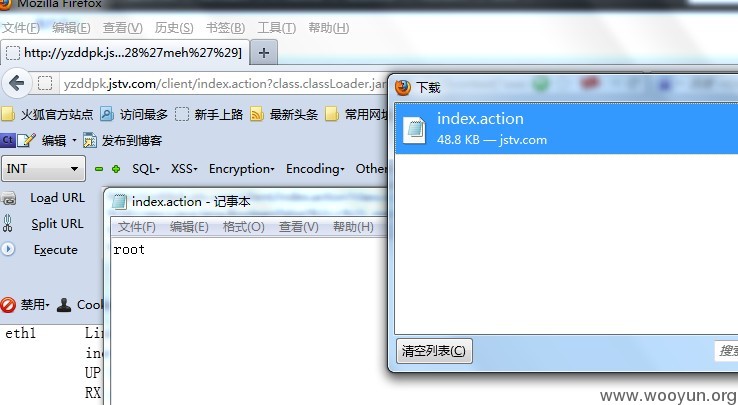 Mozilla Firefox
文件(F) 编辑(E) 查看(V) 历史(S) 书签(B) 工具(T) 帮助(H)
http://yzddpk.js...28%27meh%27%29]
yzddpk.jstv.com/client/index.action?class.classLoader.jar
火狐官方站点 访问最多 新手上路 最新头条 常用网址
编辑 发布到博客
INT SQL XSS Encryption Encoding Other
Load URL
Split URL
Execute
禁用 Cook
eth1 Lin
UP
RX
index.action - 记事本
文件(F) 编辑(E) 格式(O) 查看(V) 帮助(H)
root
下载
index.action
48.8 KB — jstv.com
清空列表(C)
www.wooyun.org